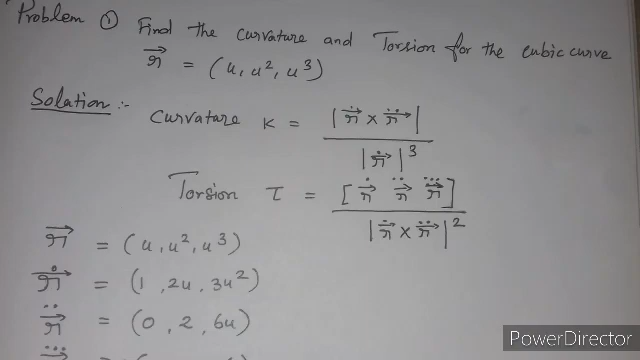 Problem ① Find the curvature and Torsion for the cubic curve
r⃗ = (u, u², u³)
Solution :-
Curvature κ = |ṙ⃗ × r̈⃗| / |ṙ⃗|³
Torsion τ = [ṙ⃗ r̈⃗ r⃛⃗] / |ṙ⃗ × r̈⃗|²
r⃗ = (u, u², u³)
ṙ⃗ = (1, 2u, 3u²)
r̈⃗ = (0, 2, 6u)
PowerDirector